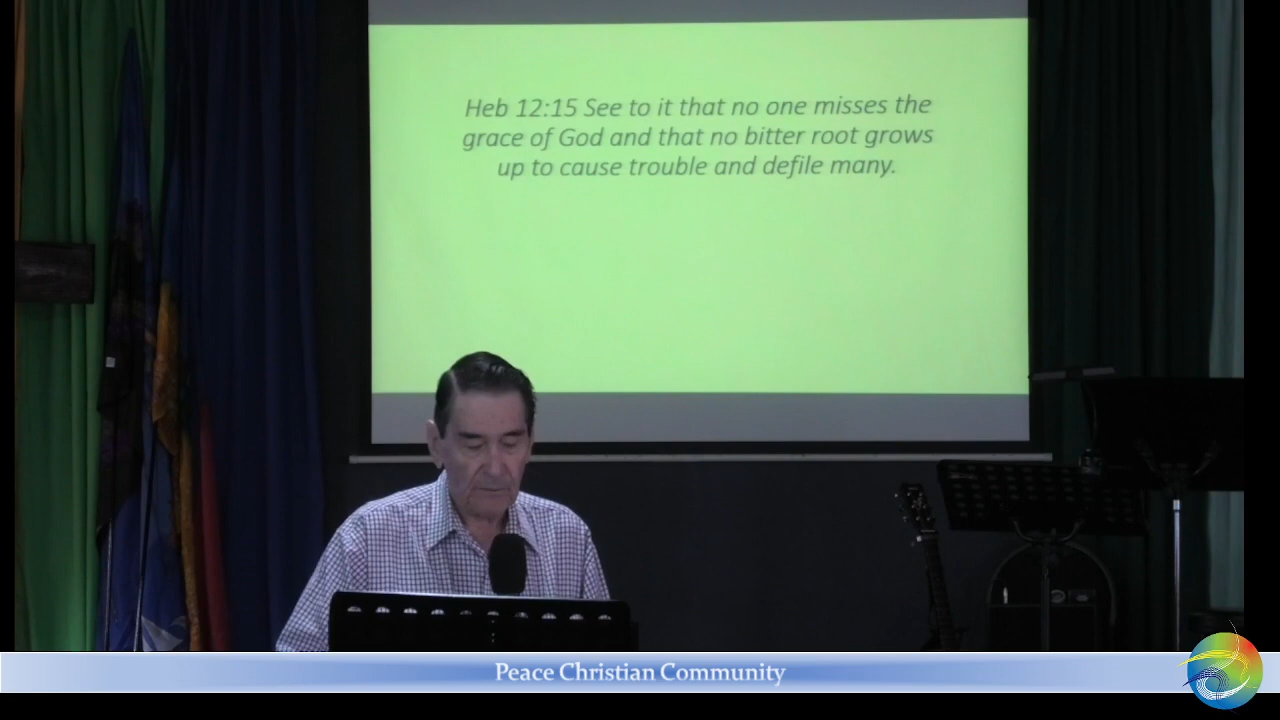 Heb 12:15 See to it that no one misses the
grace of God and that no bitter root grows
up to cause trouble and defile many.
Peace Christian Community